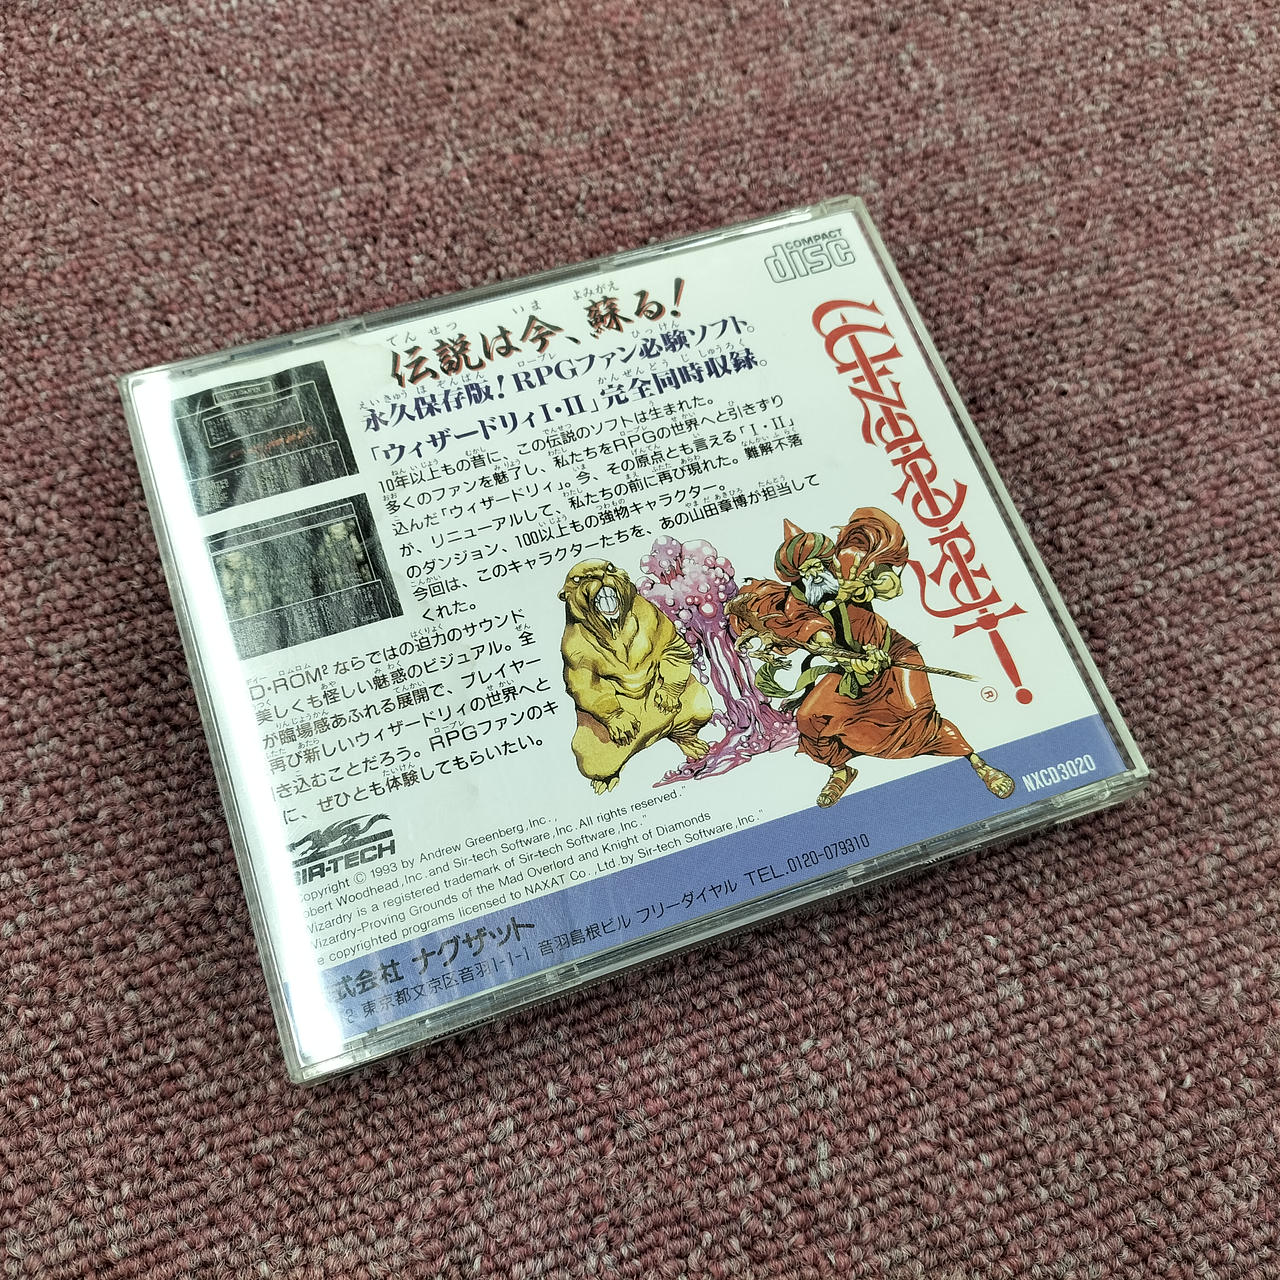 COMPACT
disc
伝説は今、蘇る!
永久保存版! RPGファン必験ソフト。
「ウィザードリィI・II」完全同時収録。
10年以上もの昔に、この伝説のソフトは生まれた。
多くのファンを魅了し、私たちをRPGの世界へと引きずり
込んだ「ウィザードリィ」。今、その原点とも言える「I・II」
が、リニューアルして、私たちの前に再び現れた。難解不落
のダンジョン、100以上もの強物キャラクター。
今回は、このキャラクターたちを、あの山田章博が担当して
くれた。
D・ROM²ならではの迫力のサウンド
美しくも怪しい魅惑のビジュアル。全
が臨場感あふれる展開で、プレイヤー
再び新しいウィザードリィの世界へと
き込むことだろう。RPGファンのキ
に、ぜひとも体験してもらいたい。
Wizardry
®
SIR-TECH
opyright © 1993 by Andrew Greenberg, Inc.,
obert Woodhead, Inc. and Sir-tech Software, Inc. All rights reserved."
Wizardry is a registered trademark of Sir-tech Software, Inc."
Wizardry-Proving Grounds of the Mad Overlord and Knight of Diamonds
e copyrighted programs licensed to NAXAT Co., Ltd. by Sir-tech Software, Inc."
NXCD3020
式会社 ナグザット
東京都文京区音羽1-1-1 音羽島根ビル フリーダイヤル TEL.0120-079310